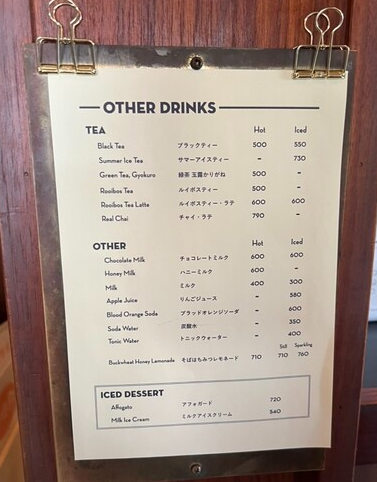 OTHER DRINKS
TEA Hot Iced
Black Tea ブラックティー 500 550
Summer Ice Tea サマーアイスティー - 730
Green Tea, Gyokuro 緑茶 玉露かりがね 500 -
Rooibos Tea ルイボスティー 500 -
Rooibos Tea Latte ルイボスティー・ラテ 600 600
Real Chai チャイ・ラテ 790 -
OTHER Hot Iced
Chocolate Milk チョコレートミルク 600 600
Honey Milk ハニーミルク 600 -
Milk ミルク 400 300
Apple Juice りんごジュース - 580
Blood Orange Soda ブラッドオレンジソーダ - 600
Soda Water 炭酸水 - 350
Tonic Water トニックウォーター - 400
Still Sparkling
Buckwheat Honey Lemonade そばはちみつレモネード 710 710 760
ICED DESSERT
Affogato アフォガード 720
Milk Ice Cream ミルクアイスクリーム 540